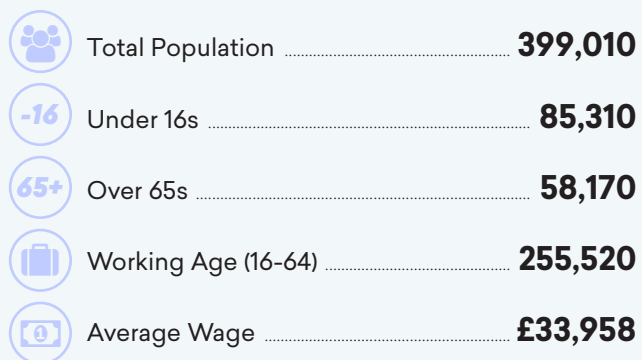 Total Population 399,010
-16 Under 16s 85,310
65+ Over 65s 58,170
Working Age (16-64) 255,520
1 Average Wage £33,958